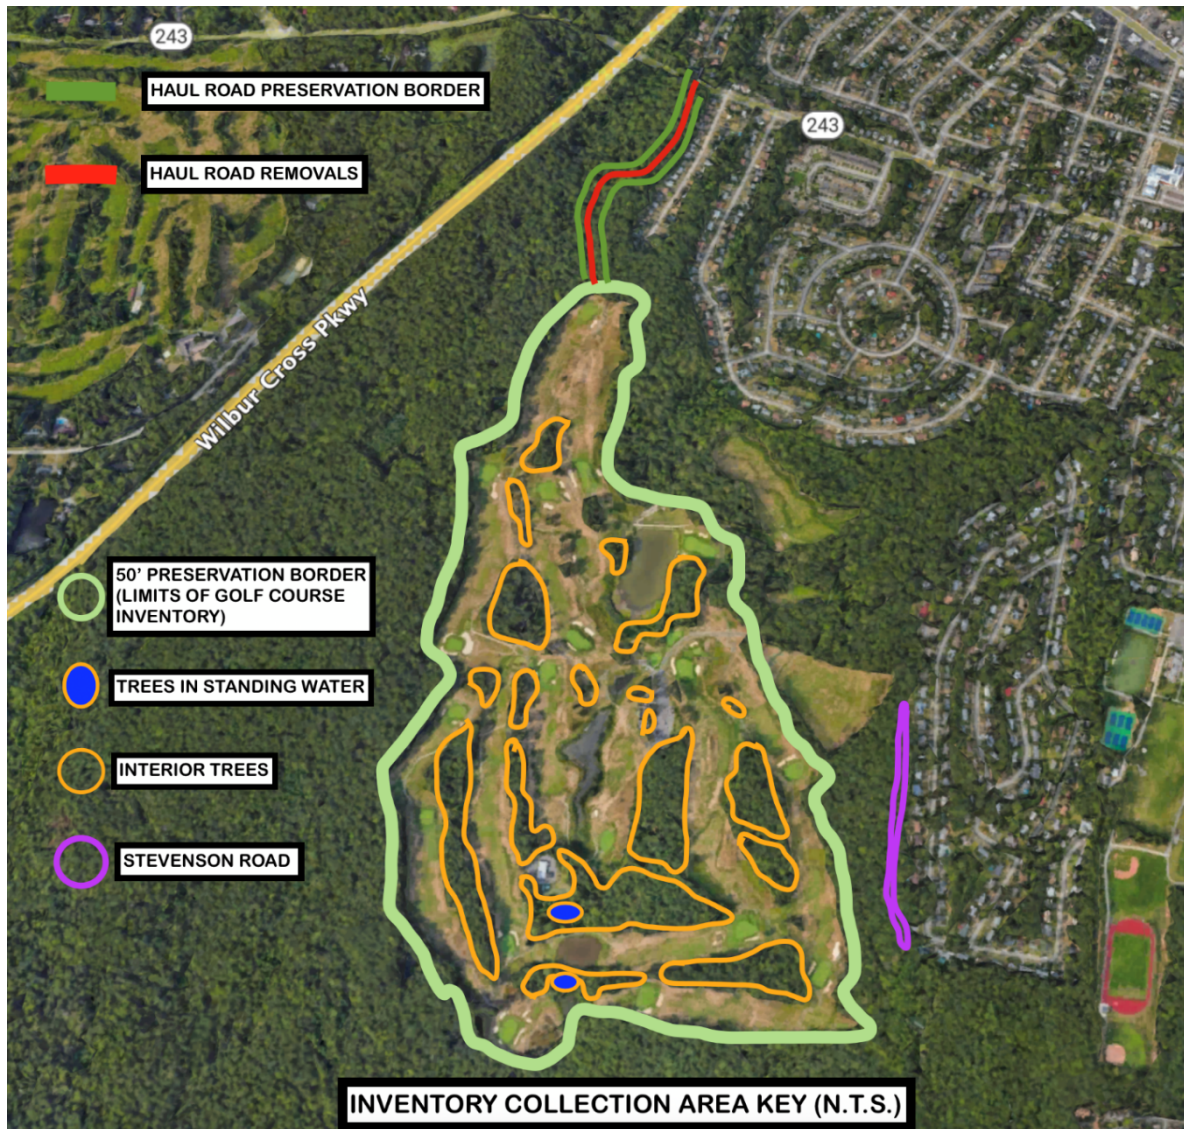 243
HAUL ROAD PRESERVATION BORDER
243
HAUL ROAD REMOVALS
Wilbur Cross Pkwy
50' PRESERVATION BORDER
(LIMITS OF GOLF COURSE
INVENTORY)
TREES IN STANDING WATER
INTERIOR TREES
STEVENSON ROAD
INVENTORY COLLECTION AREA KEY (N.T.S.)